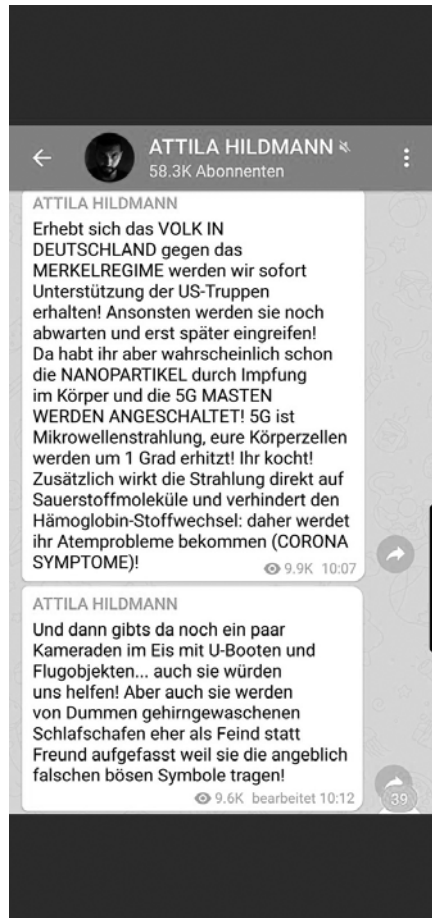 ATTILA HILDMANN
58.3K Abonnenten
ATTILA HILDMANN
Erhebt sich das VOLK IN
DEUTSCHLAND gegen das
MERKELREGIME werden wir sofort
Unterstützung der US-Truppen
erhalten! Ansonsten werden sie noch
abwarten und erst später eingreifen!
Da habt ihr aber wahrscheinlich schon
die NANOPARTIKEL durch Impfung
im Körper und die 5G MASTEN
WERDEN ANGESCHALTET! 5G ist
Mikrowellenstrahlung, eure Körperzellen
werden um 1 Grad erhitzt! Ihr kocht!
Zusätzlich wirkt die Strahlung direkt auf
Sauerstoffmoleküle und verhindert den
Hämoglobin-Stoffwechsel: daher werdet
ihr Atemprobleme bekommen (CORONA
SYMPTOME)!
9.9K 10:07
ATTILA HILDMANN
Und dann gibts da noch ein paar
Kameraden im Eis mit U-Booten und
Flugobjekten... auch sie würden
uns helfen! Aber auch sie werden
von Dummen gehirngewaschenen
Schlafschafen eher als Feind statt
Freund aufgefasst weil sie die angeblich
falschen bösen Symbole tragen!
9.6K bearbeitet 10:12
39